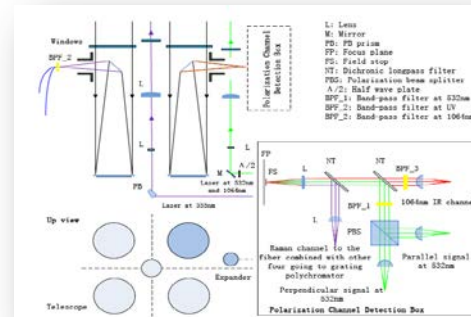 Windows
BPF_2
L
L
PB
M
L
λ/2
Laser at 532nm
and 1064nm
Laser at 355nm
Polarization Channel
Detection Box
L: Lens
M: Mirror
PB: PB prism
FP: Focus plane
FS: Field stop
NT: Dichronic longpass filter
PBS: Polarization beam splitter
λ/2: Half wave plate
BPF_1: Band-pass filter at 532nm
BPF_2: Band-pass filter at UV
BPF_2: Band-pass filter at 1064nm
Up view
Telescope
Expander
FP
FS
L
NT
NT
BPF_3
1064nm IR channel
BPF_1
L
PBS
Raman channel to the
fiber combined with other
four going to grating
polychromator
Parallel signal
at 532nm
Perpendicular signal at
532nm
Polarization Channel Detection Box